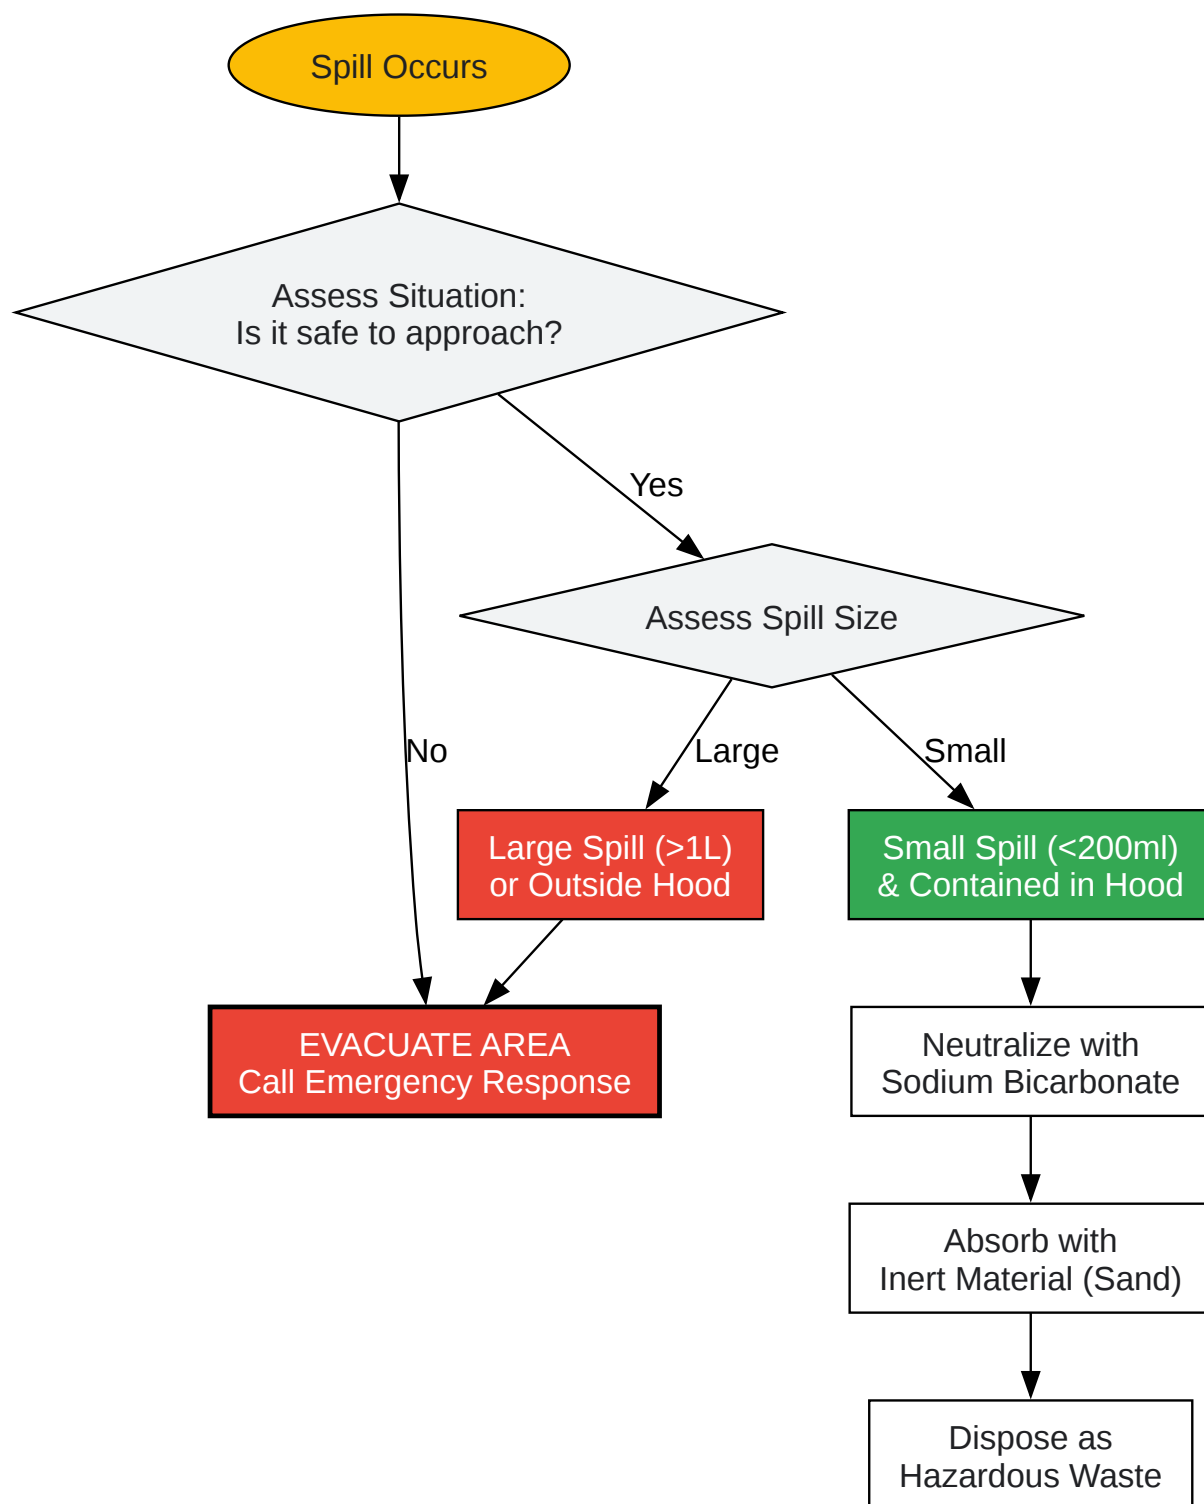 Spill Occurs
Assess Situation:
Is it safe to approach?
Yes
Assess Spill Size
No
Large
Small
Large Spill (>1L)
or Outside Hood
Small Spill (<200ml)
& Contained in Hood
EVACUATE AREA
Call Emergency Response
Neutralize with
Sodium Bicarbonate
Absorb with
Inert Material (Sand)
Dispose as
Hazardous Waste